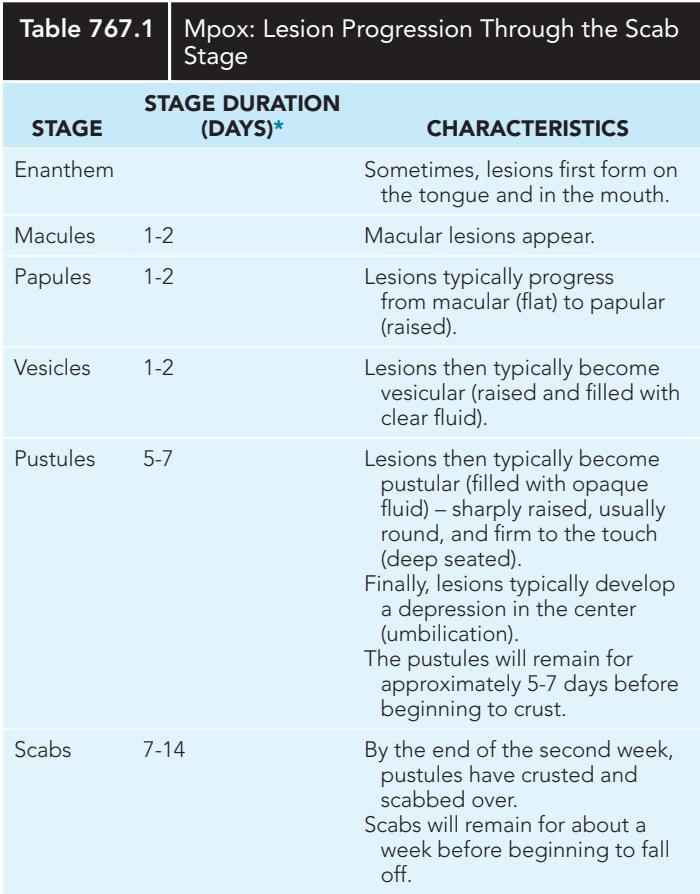 Table 767.1 Mpox: Lesion Progression Through the Scab
Stage
STAGE STAGE DURATION (DAYS)* CHARACTERISTICS
Enanthem Sometimes, lesions first form on
the tongue and in the mouth.
Macules 1-2 Macular lesions appear.
Papules 1-2 Lesions typically progress
from macular (flat) to papular
(raised).
Vesicles 1-2 Lesions then typically become
vesicular (raised and filled with
clear fluid).
Pustules 5-7 Lesions then typically become
pustular (filled with opaque
fluid) – sharply raised, usually
round, and firm to the touch
(deep seated).
Finally, lesions typically develop
a depression in the center
(umbilication).
The pustules will remain for
approximately 5-7 days before
beginning to crust.
Scabs 7-14 By the end of the second week,
pustules have crusted and
scabbed over.
Scabs will remain for about a
week before beginning to fall
off.